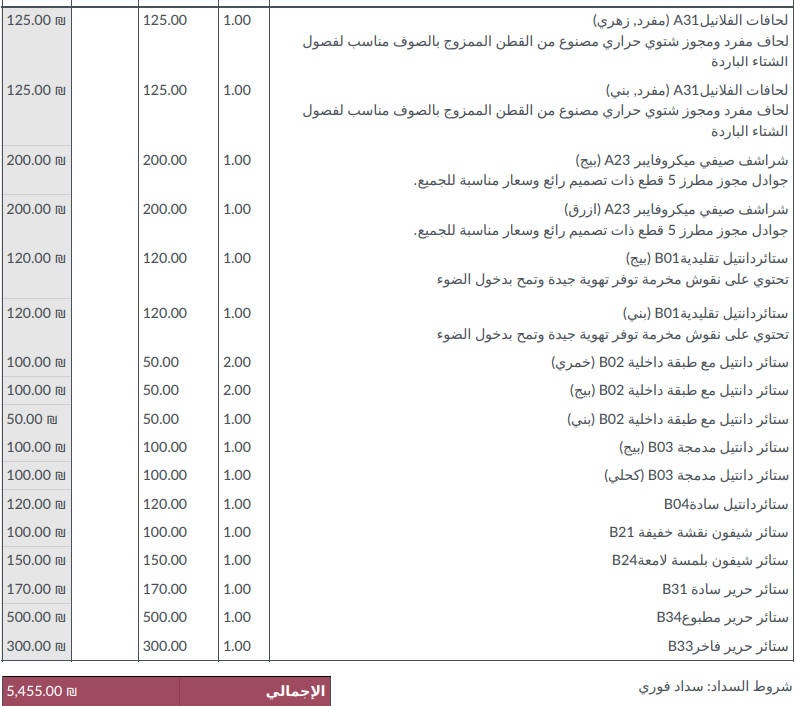 لحافات الفلانيلA31 (مفرد, زهري) 1.00 125.00 125.00 ₪
لحاف مفرد ومجوز شتوي حراري مصنوع من القطن الممزوج بالصوف مناسب لفصول
الشتاء الباردة
لحافات الفلانيلA31 (مفرد, بني) 1.00 125.00 125.00 ₪
لحاف مفرد ومجوز شتوي حراري مصنوع من القطن الممزوج بالصوف مناسب لفصول
الشتاء الباردة
شراشف صيفي ميكروفايبر A23 (بيج) 1.00 200.00 200.00 ₪
جوادل مجوز مطرز 5 قطع ذات تصميم رائع وسعار مناسبة للجميع.
شراشف صيفي ميكروفايبر A23 (ازرق) 1.00 200.00 200.00 ₪
جوادل مجوز مطرز 5 قطع ذات تصميم رائع وسعار مناسبة للجميع.
ستائردانتيل تقليديةB01 (بيج) 1.00 120.00 120.00 ₪
تحتوي على نقوش مخرمة توفر تهوية جيدة وتمح بدخول الضوء
ستائردانتيل تقليديةB01 (بني) 1.00 120.00 120.00 ₪
تحتوي على نقوش مخرمة توفر تهوية جيدة وتمح بدخول الضوء
ستائر دانتيل مع طبقة داخلية B02 (خمري) 2.00 50.00 100.00 ₪
ستائر دانتيل مع طبقة داخلية B02 (بيج) 2.00 50.00 100.00 ₪
ستائر دانتيل مع طبقة داخلية B02 (بني) 1.00 50.00 50.00 ₪
ستائر دانتيل مدمجة B03 (بيج) 1.00 100.00 100.00 ₪
ستائر دانتيل مدمجة B03 (كحلي) 1.00 100.00 100.00 ₪
ستائردانتيل سادةB04 1.00 120.00 120.00 ₪
ستائر شيفون نقشة خفيفة B21 1.00 100.00 100.00 ₪
ستائر شيفون بلمسة لامعةB24 1.00 150.00 150.00 ₪
ستائر حرير سادة B31 1.00 170.00 170.00 ₪
ستائر حرير مطبوعB34 1.00 500.00 500.00 ₪
ستائر حرير فاخرB33 1.00 300.00 300.00 ₪
شروط السداد: سداد فوري
الإجمالي 5,455.00 ₪